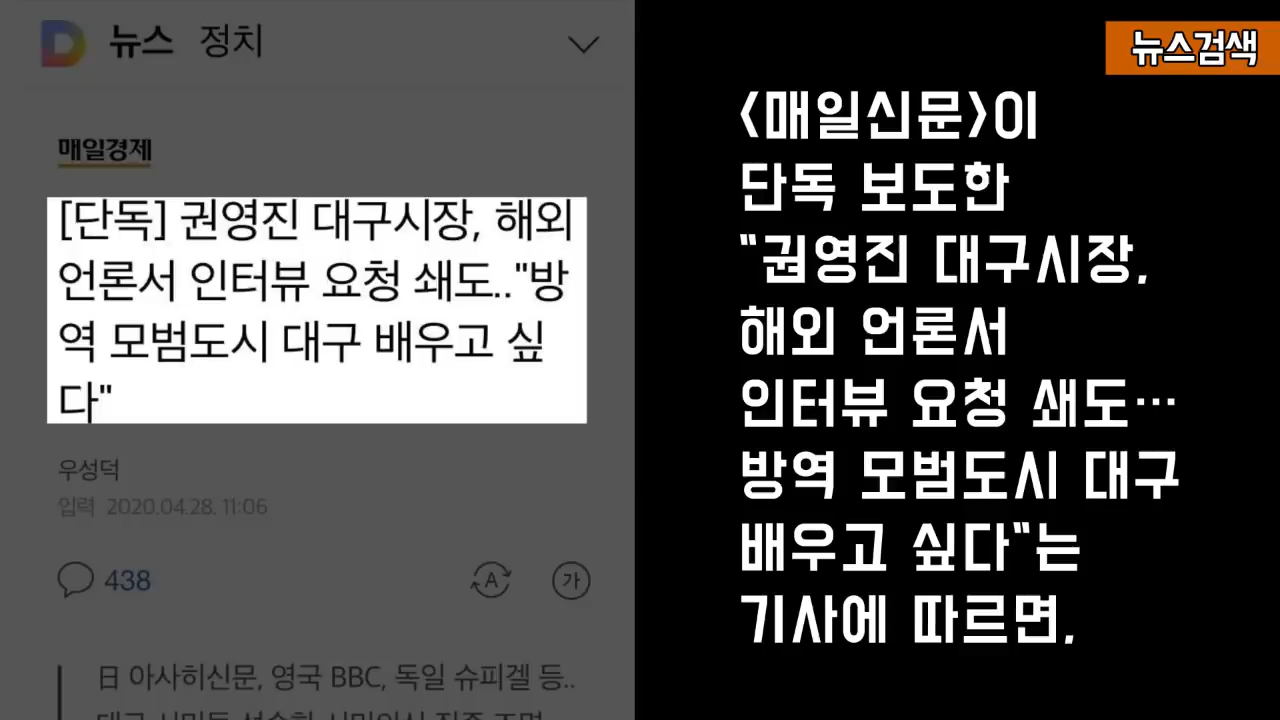 뉴스 정치
매일경제
[단독] 권영진 대구시장, 해외
언론서 인터뷰 요청 쇄도.."방
역 모범도시 대구 배우고 싶
다"
우성덕
입력 2020.04.28. 11:06
438
A
가
日 아사히신문, 영국 BBC, 독일 슈피겔 등..
뉴스검색
<매일신문>이
단독 보도한
"권영진 대구시장,
해외 언론서
인터뷰 요청 쇄도…
방역 모범도시 대구
배우고 싶다"는
기사에 따르면,